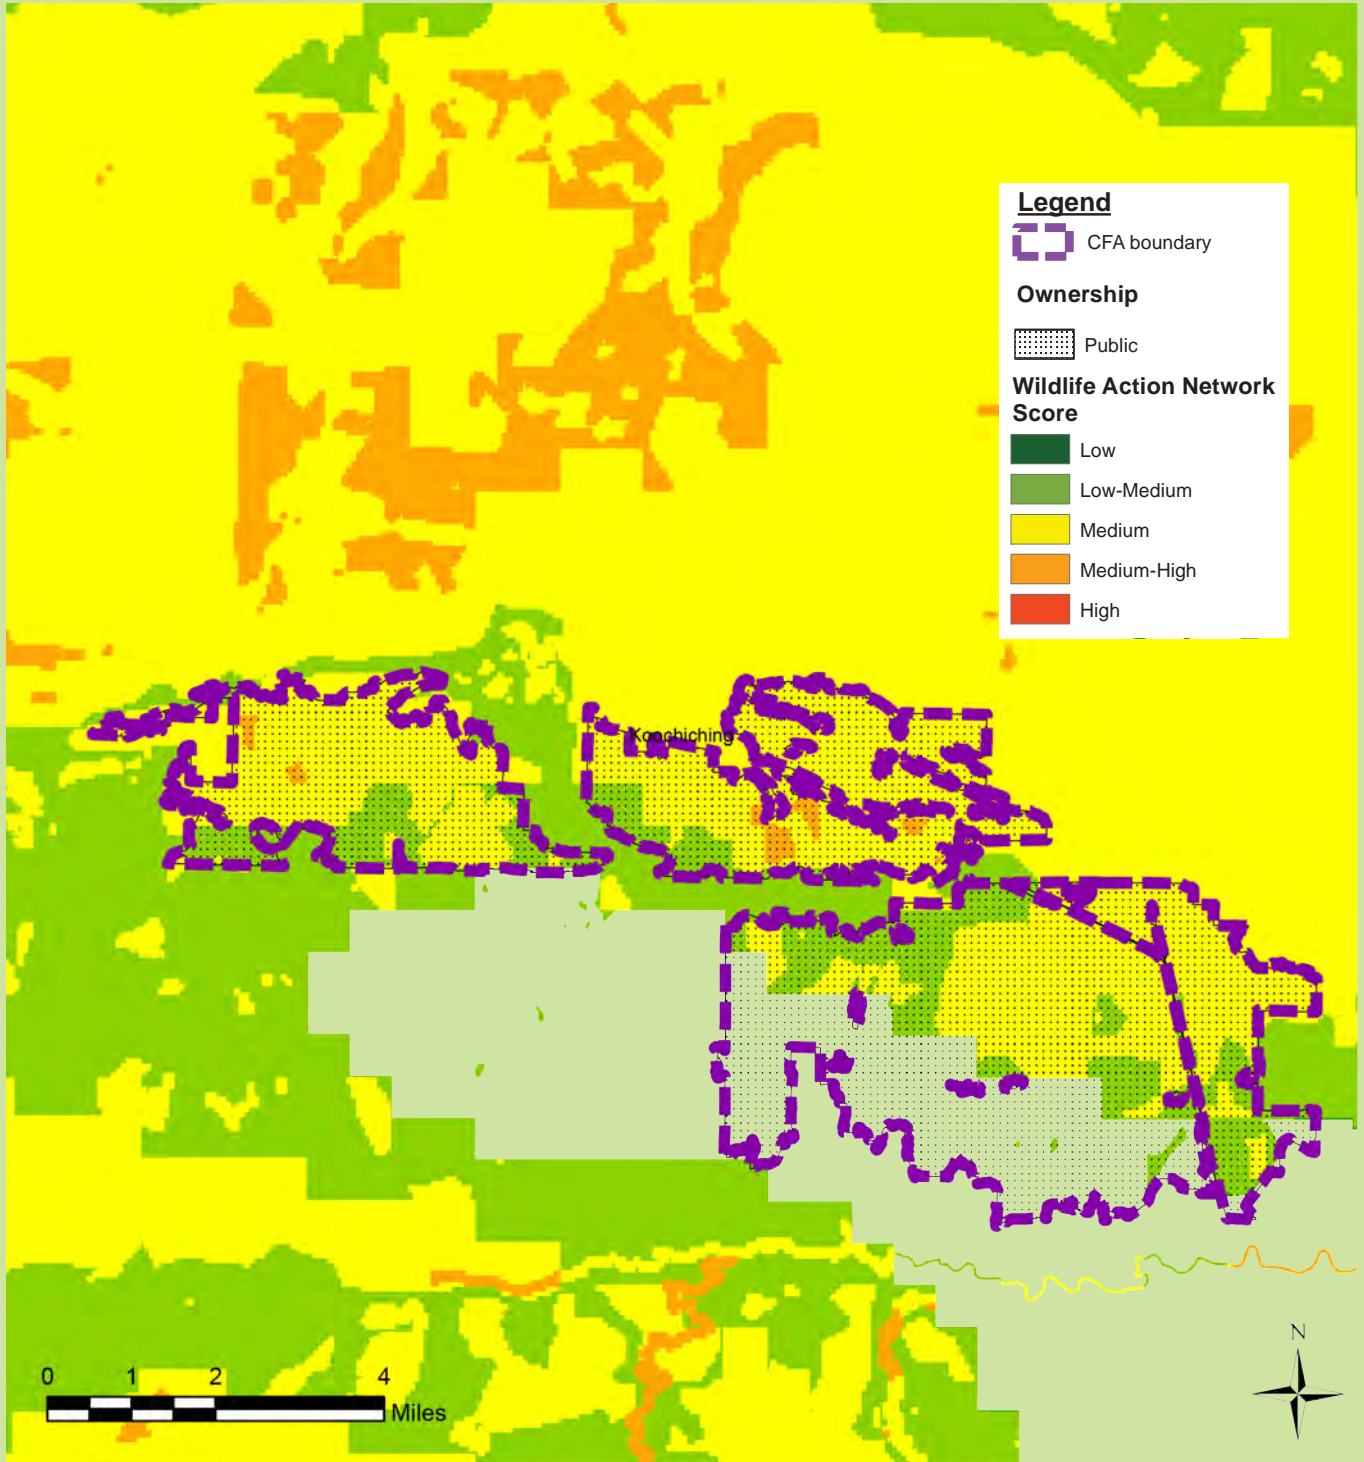 Legend
CFA boundary
Ownership
Public
Wildlife Action Network
Score
Low
Low-Medium
Medium
Medium-High
High
Koochiching
N
0 1 2 4
Miles